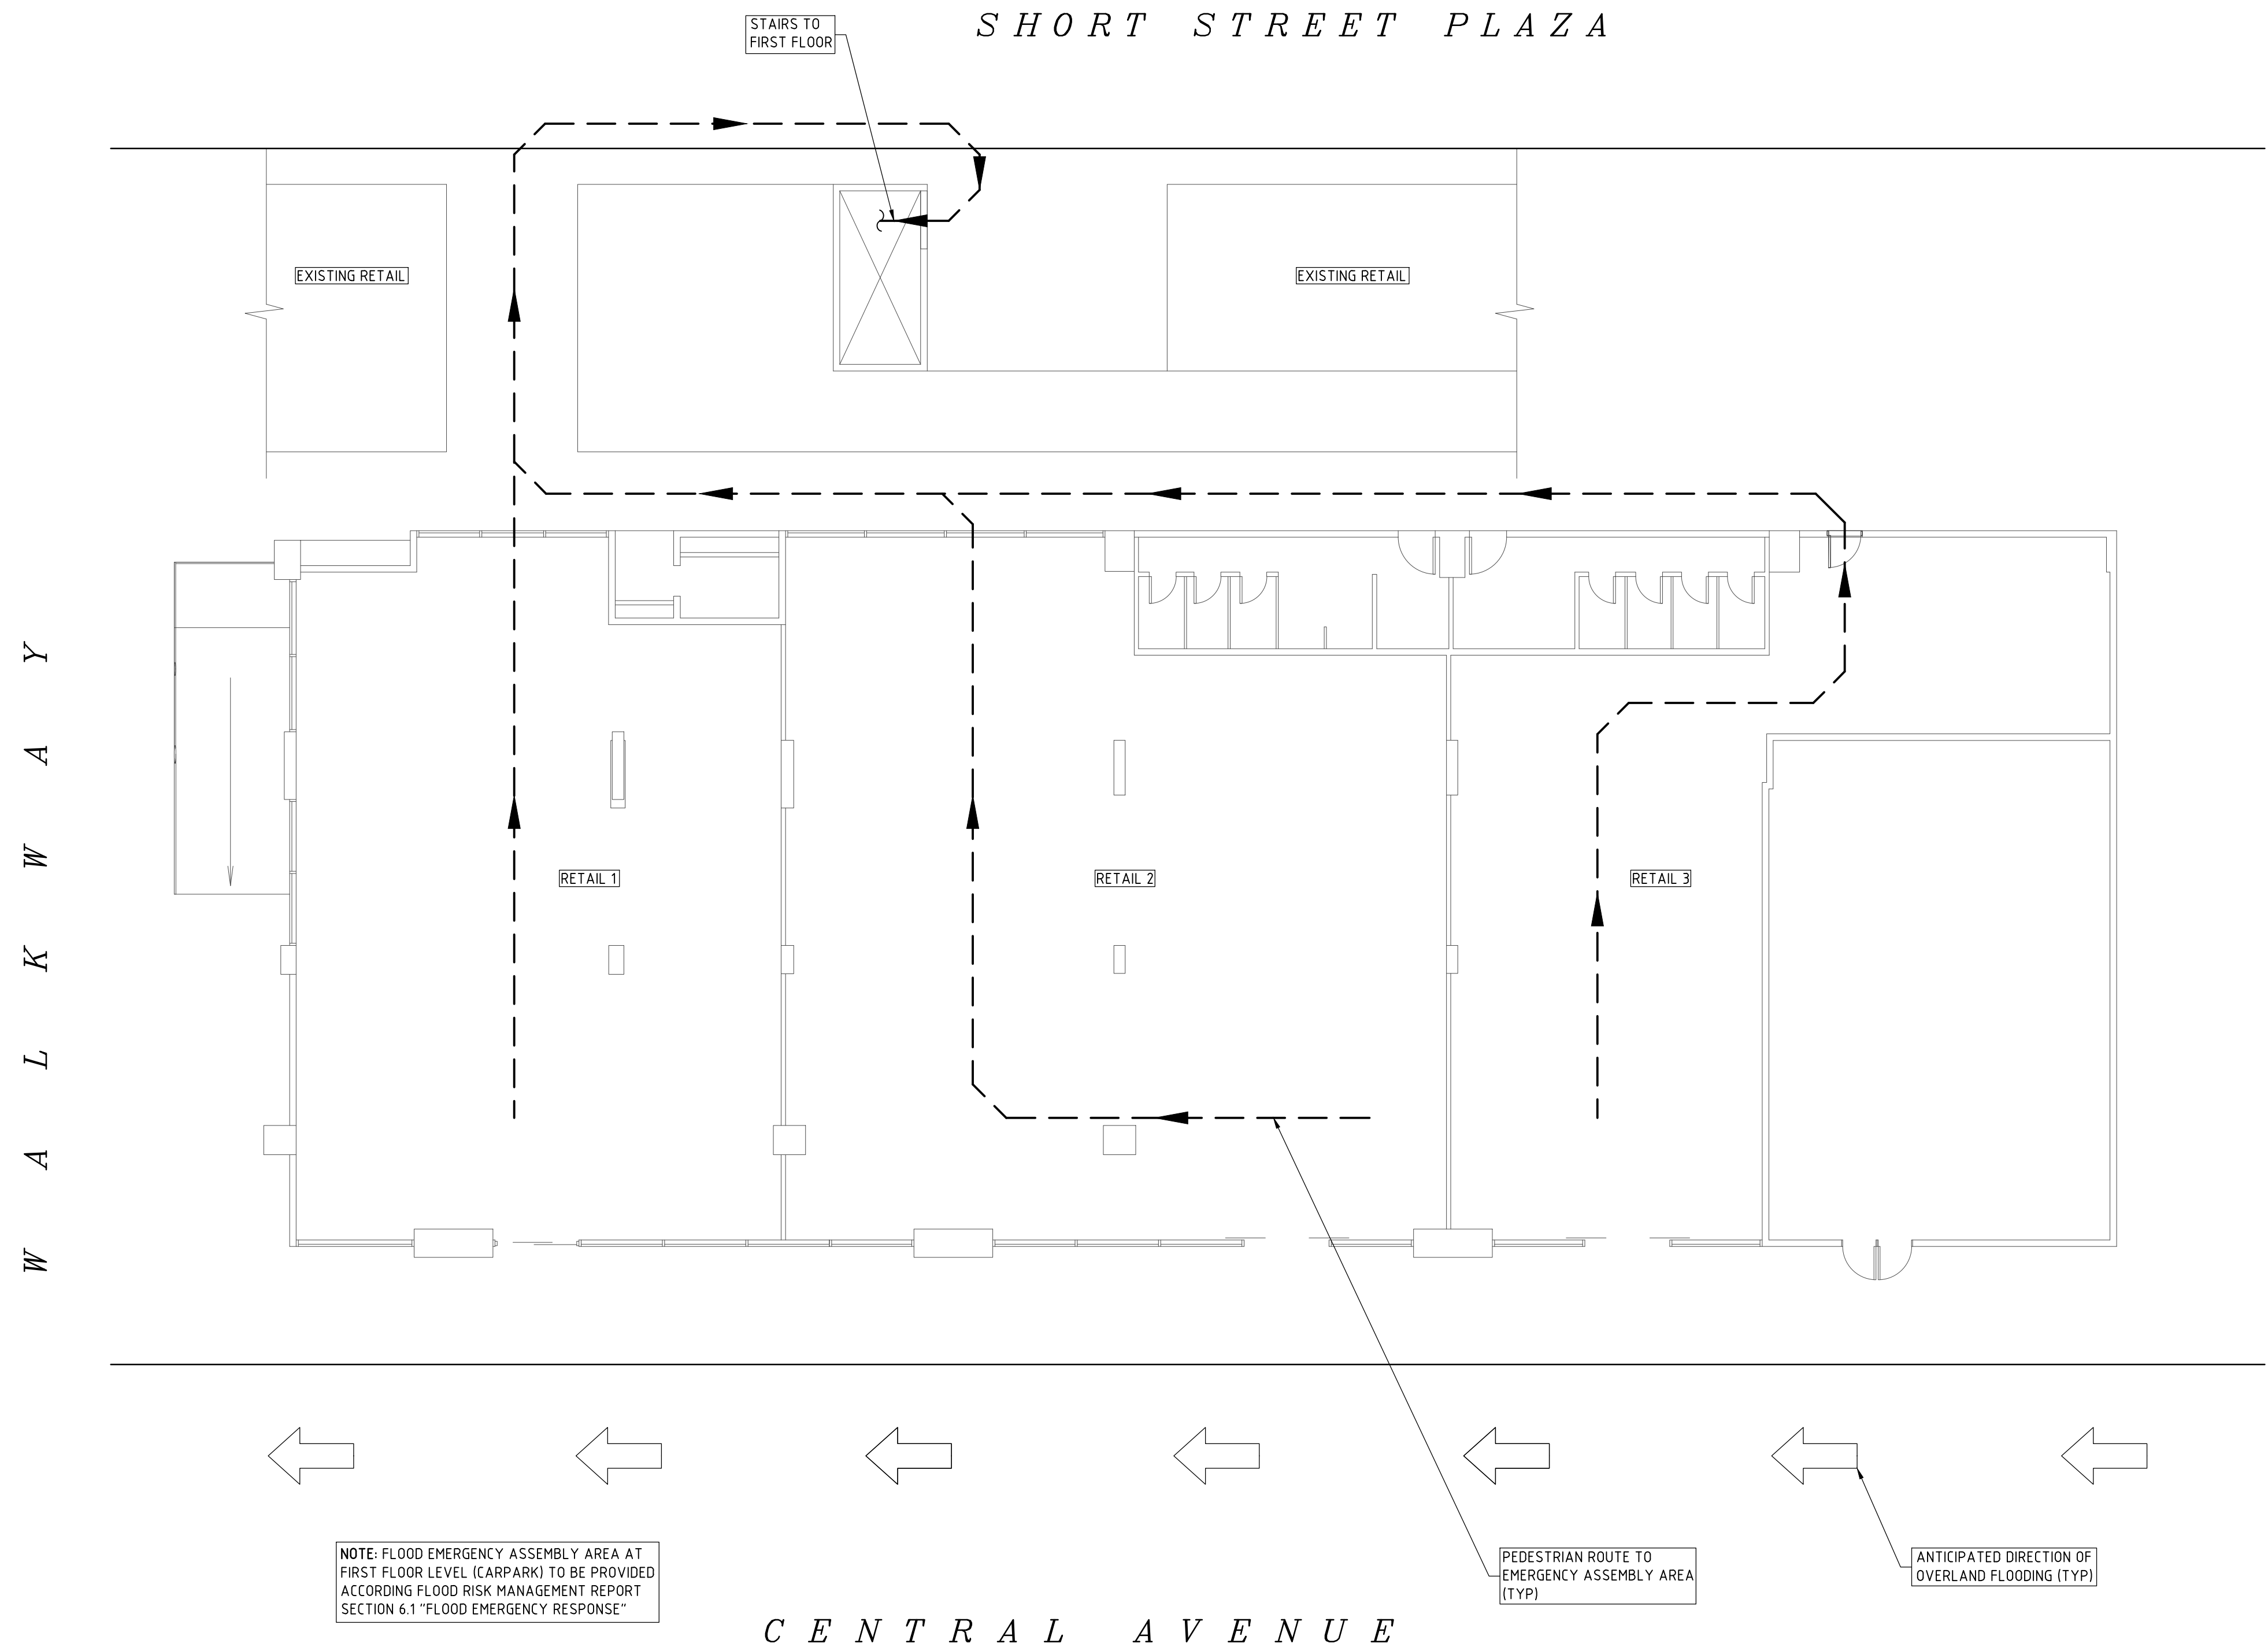 SHORT STREET PLAZA
STAIRS TO
FIRST FLOOR
EXISTING RETAIL
EXISTING RETAIL
WALKWAY
RETAIL 1
RETAIL 2
RETAIL 3
NOTE: FLOOD EMERGENCY ASSEMBLY AREA AT
FIRST FLOOR LEVEL (CARPARK) TO BE PROVIDED
ACCORDING FLOOD RISK MANAGEMENT REPORT
SECTION 6.1 "FLOOD EMERGENCY RESPONSE"
PEDESTRIAN ROUTE TO
EMERGENCY ASSEMBLY AREA
(TYP)
ANTICIPATED DIRECTION OF
OVERLAND FLOODING (TYP)
CENTRAL AVENUE